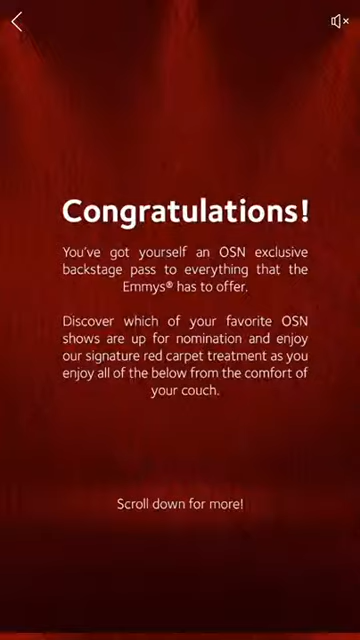 Congratulations!
You've got yourself an OSN exclusive
backstage pass to everything that the
Emmys® has to offer.
Discover which of your favorite OSN
shows are up for nomination and enjoy
our signature red carpet treatment as you
enjoy all of the below from the comfort of
your couch.
Scroll down for more!